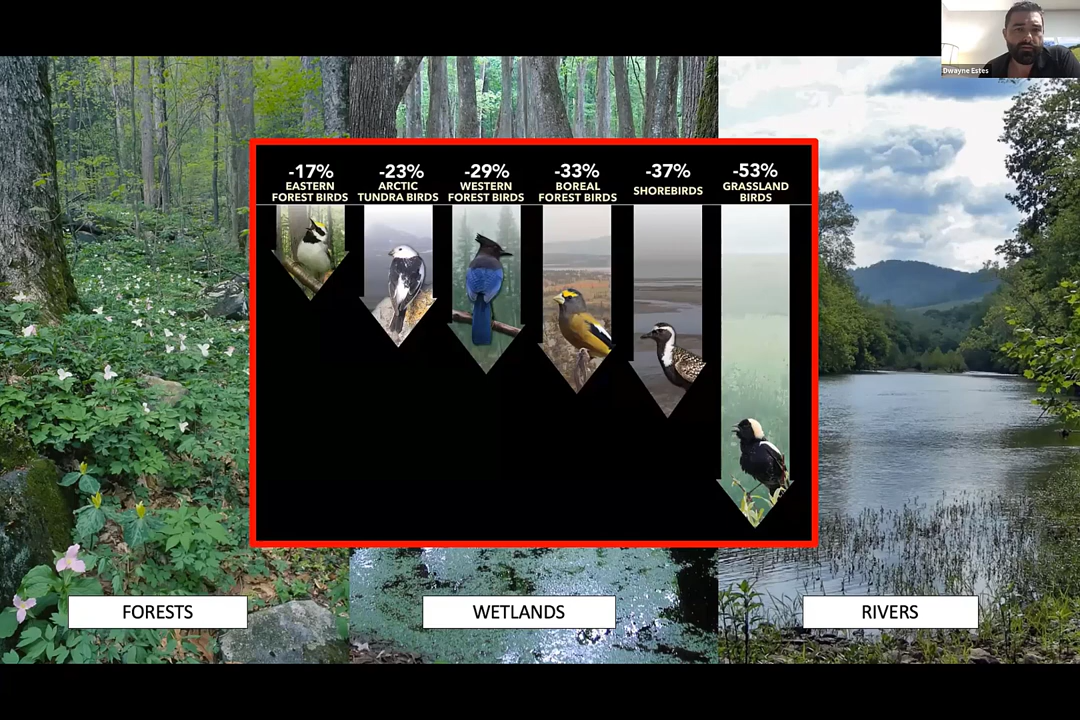 Dwayne Estes
-17%
EASTERN
FOREST BIRDS
-23%
ARCTIC
TUNDRA BIRDS
-29%
WESTERN
FOREST BIRDS
-33%
BOREAL
FOREST BIRDS
-37%
SHOREBIRDS
-53%
GRASSLAND
BIRDS
FORESTS
WETLANDS
RIVERS